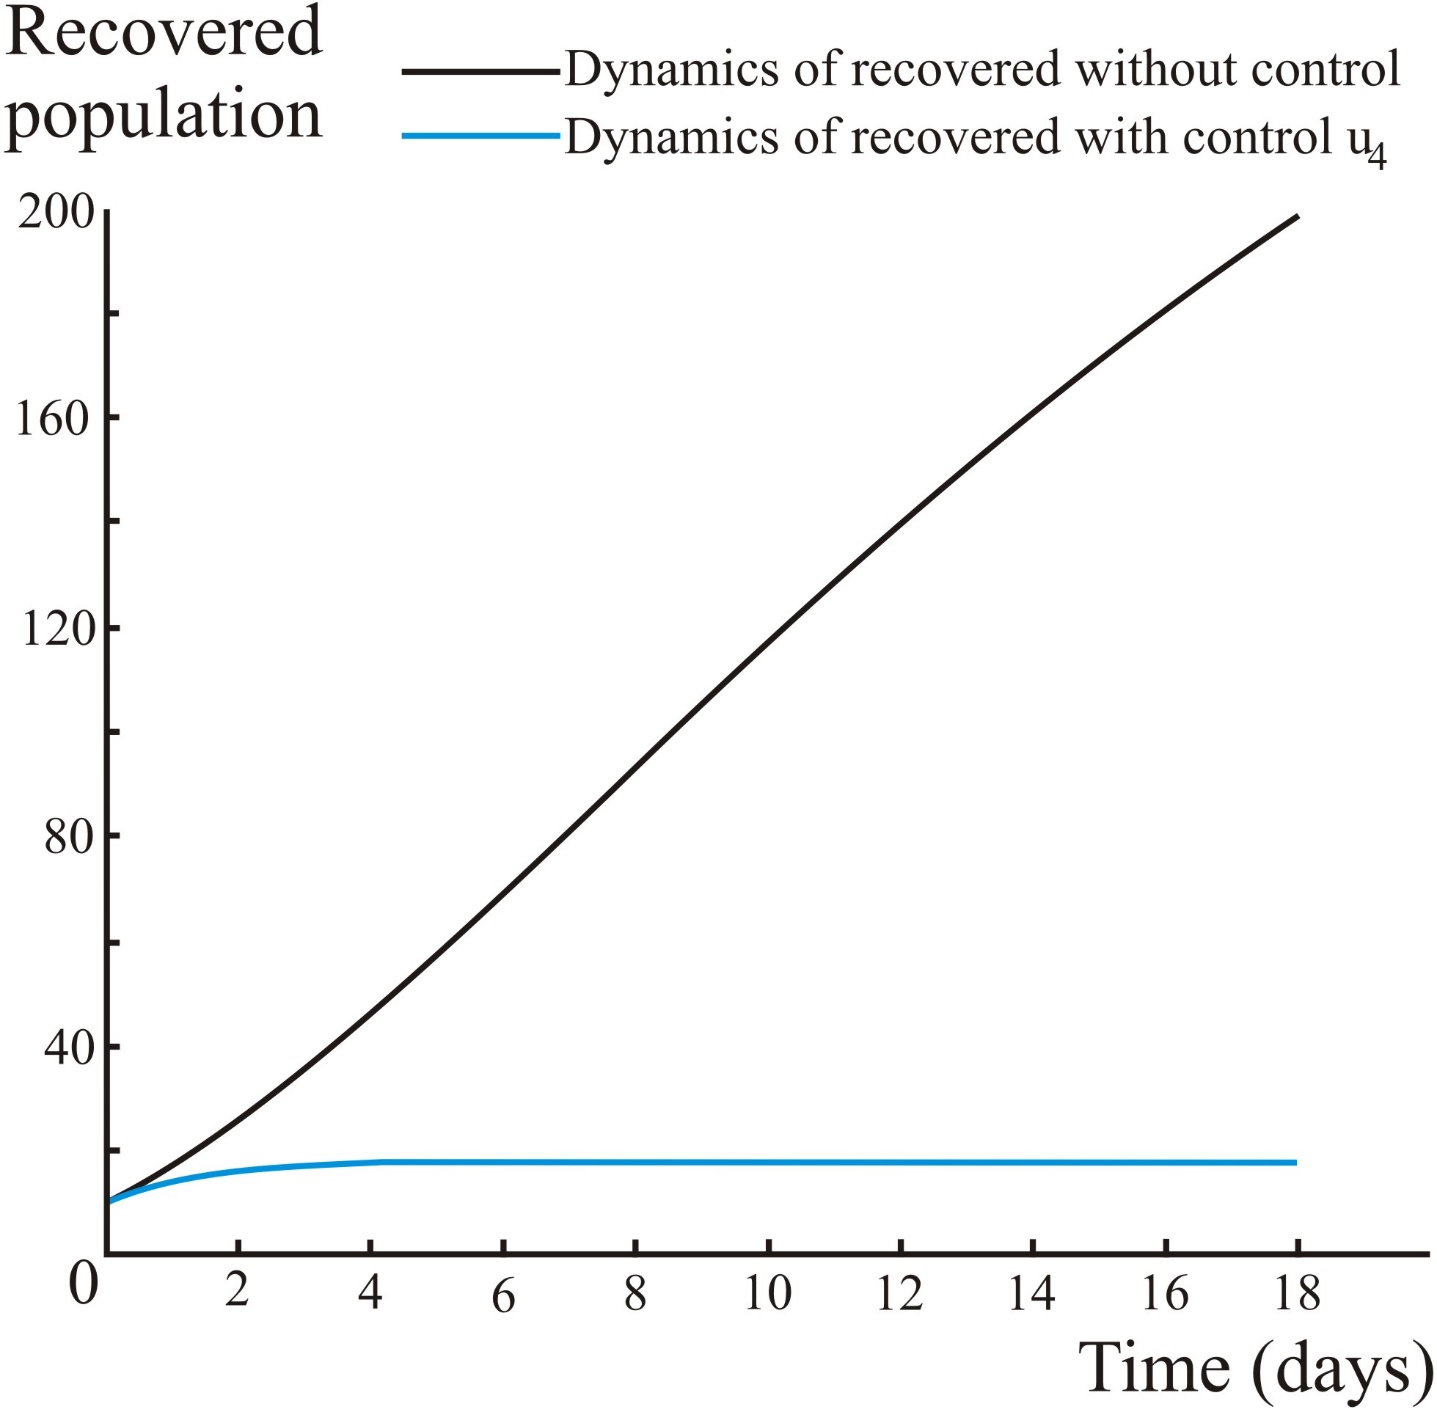 Recovered
population
Dynamics of recovered without control
Dynamics of recovered with control u4
200
160
120
80
40
0
2 4 6 8 10 12 14 16 18
Time (days)